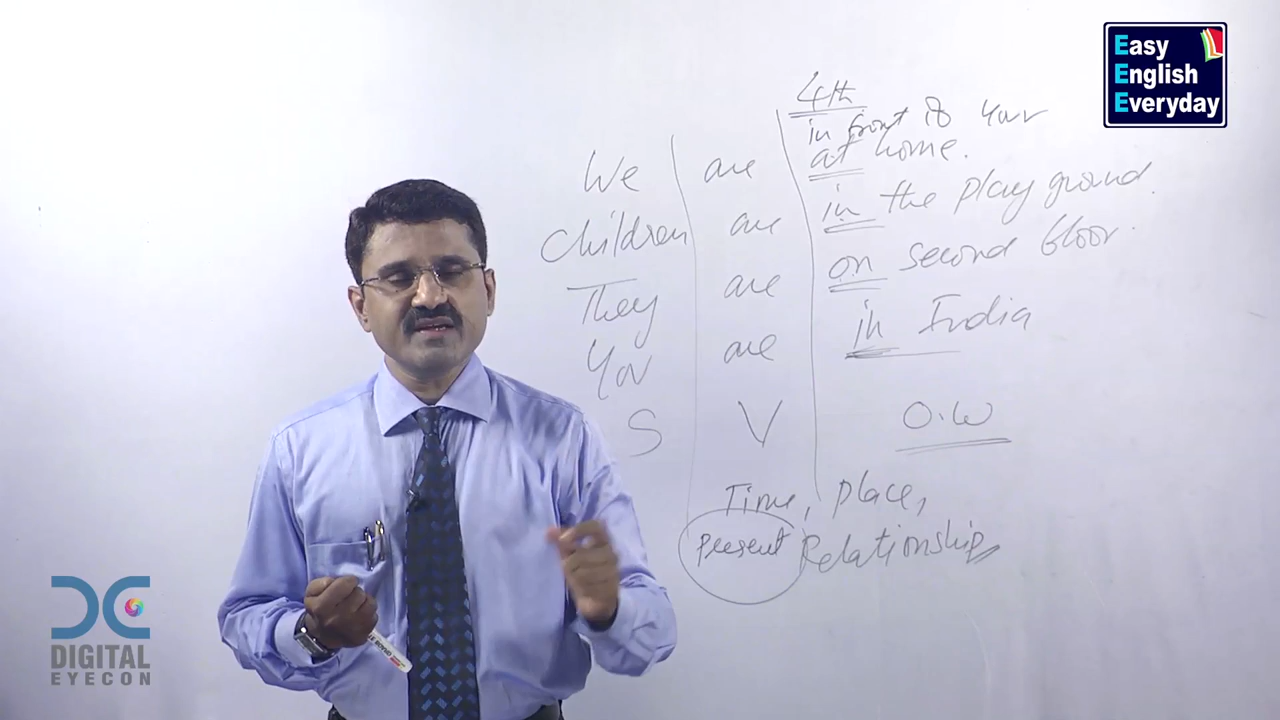 Easy
English
Everyday
4th
in front of Your
We are at home.
Children are in the play ground.
They are on second floor.
You are in India
S V O.W
Time, place,
present Relationship
DC
DIGITAL
EYECON